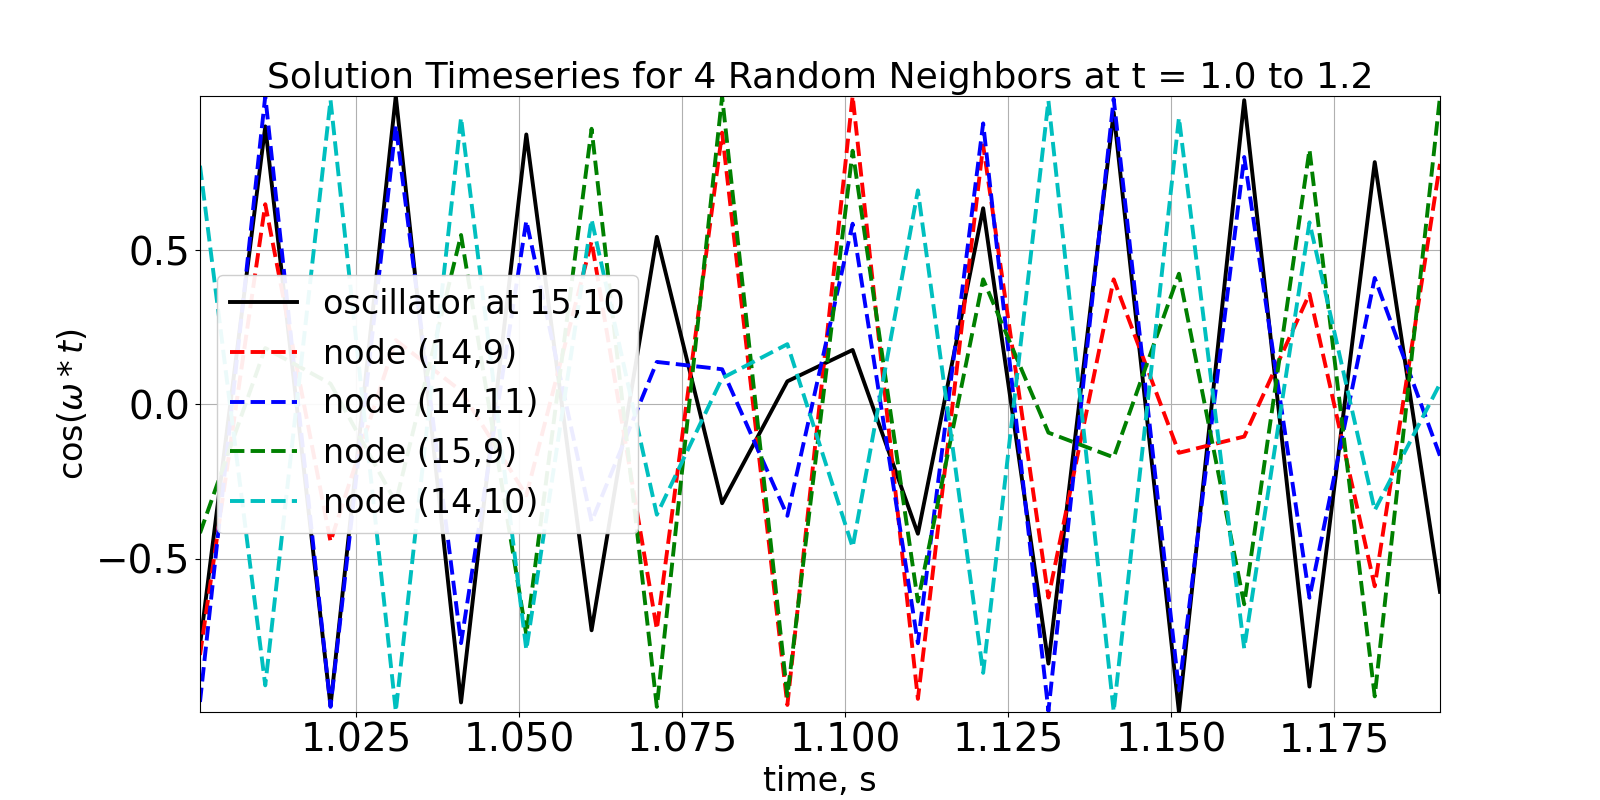 Solution Timeseries for 4 Random Neighbors at t = 1.0 to 1.2
cos(ω * t)
0.5
0.0
−0.5
oscillator at 15,10
node (14,9)
node (14,11)
node (15,9)
node (14,10)
1.025 1.050 1.075 1.100 1.125 1.150 1.175
time, s